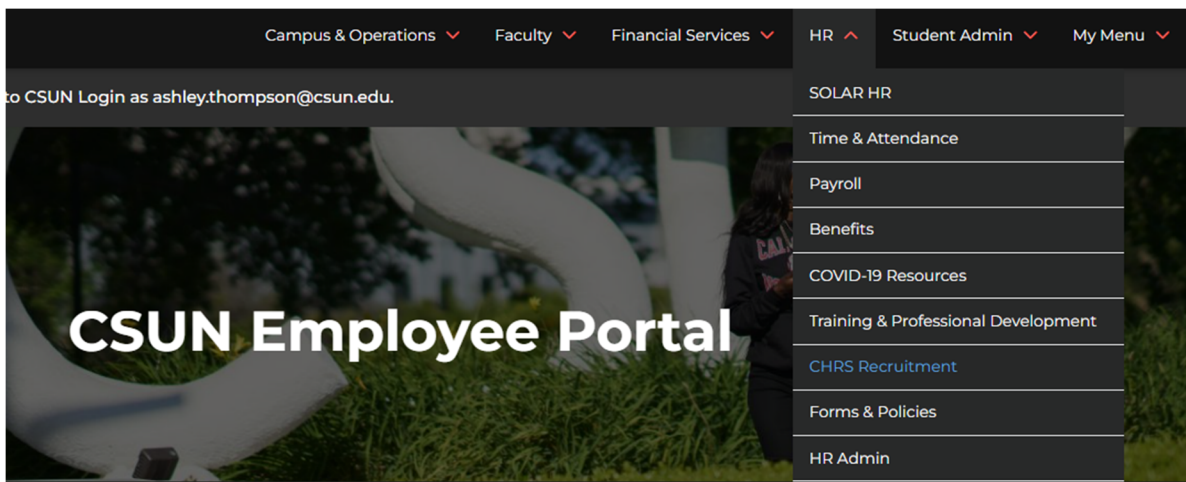 Campus & Operations Faculty Financial Services HR Student Admin My Menu
to CSUN Login as ashley.thompson@csun.edu.
SOLAR HR
Time & Attendance
Payroll
Benefits
COVID-19 Resources
Training & Professional Development
CHRS Recruitment
Forms & Policies
HR Admin
CSUN Employee Portal